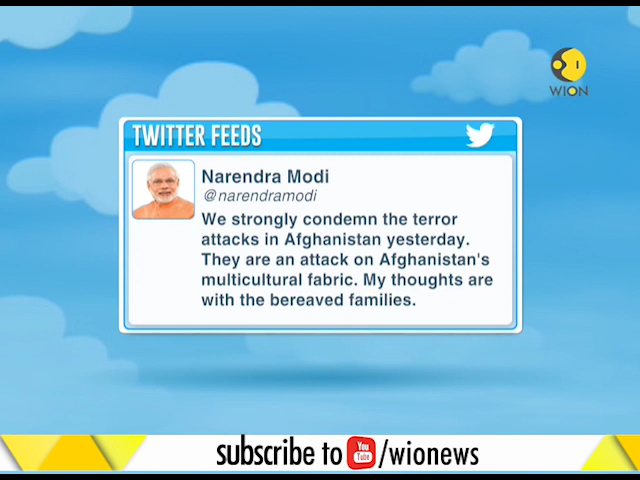 WION
TWITTER FEEDS
Narendra Modi
@narendramodi
We strongly condemn the terror
attacks in Afghanistan yesterday.
They are an attack on Afghanistan's
multicultural fabric. My thoughts are
with the bereaved families.
subscribe to You Tube /wionews